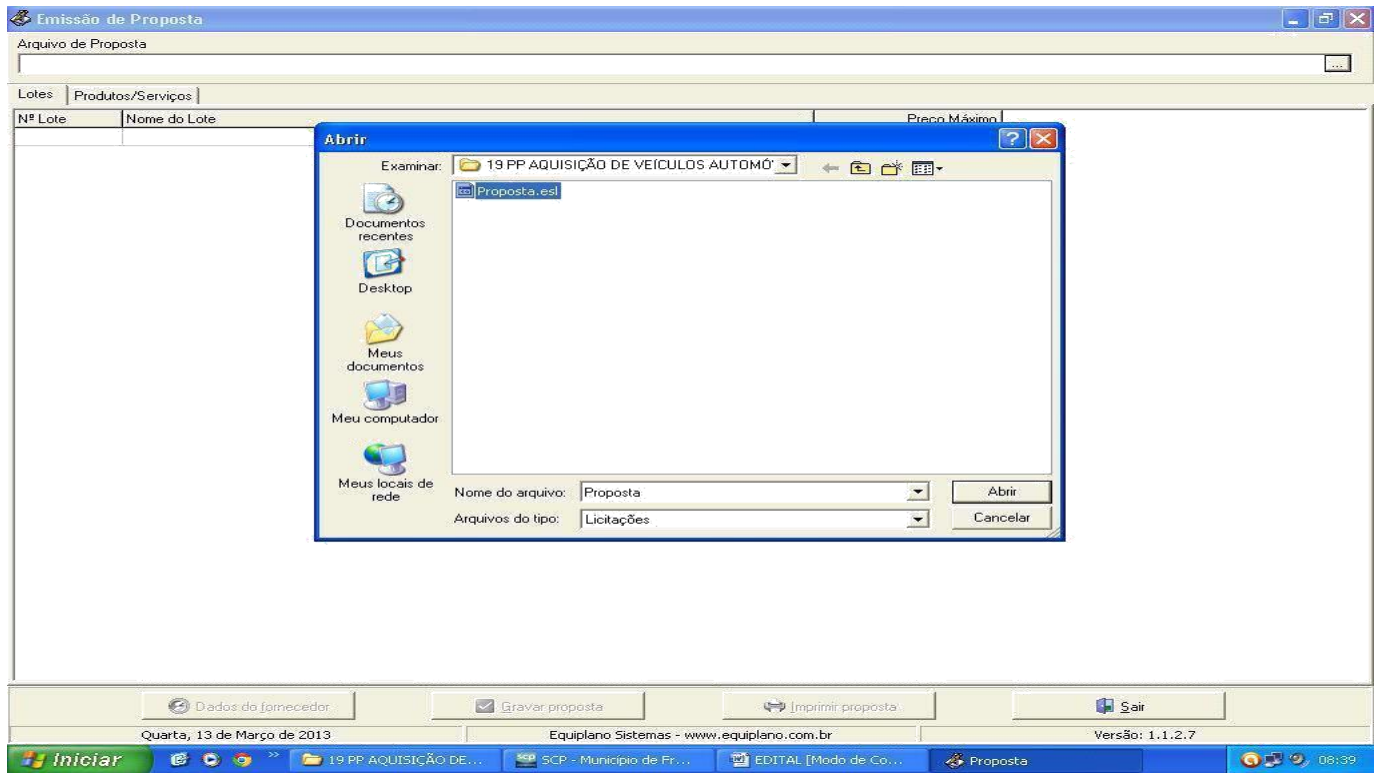 Emissão de Proposta
Arquivo de Proposta
...
Lotes Produtos/Serviços
Nº Lote Nome do Lote Preço Máximo
Abrir
Examinar: 19 PP AQUISIÇÃO DE VEÍCULOS AUTOMÓ'
Proposta.esl
Documentos
recentes
Desktop
Meus
documentos
Meu computador
Meus locais de
rede
Nome do arquivo: Proposta Abrir
Arquivos do tipo: Licitações Cancelar
Dados do fornecedor Gravar proposta Imprimir proposta Sair
Quarta, 13 de Março de 2013 Equiplano Sistemas - www.equiplano.com.br Versão: 1.1.2.7
Iniciar » 19 PP AQUISIÇÃO DE... SCP - Município de Fr... EDITAL [Modo de Co... Proposta 08:39